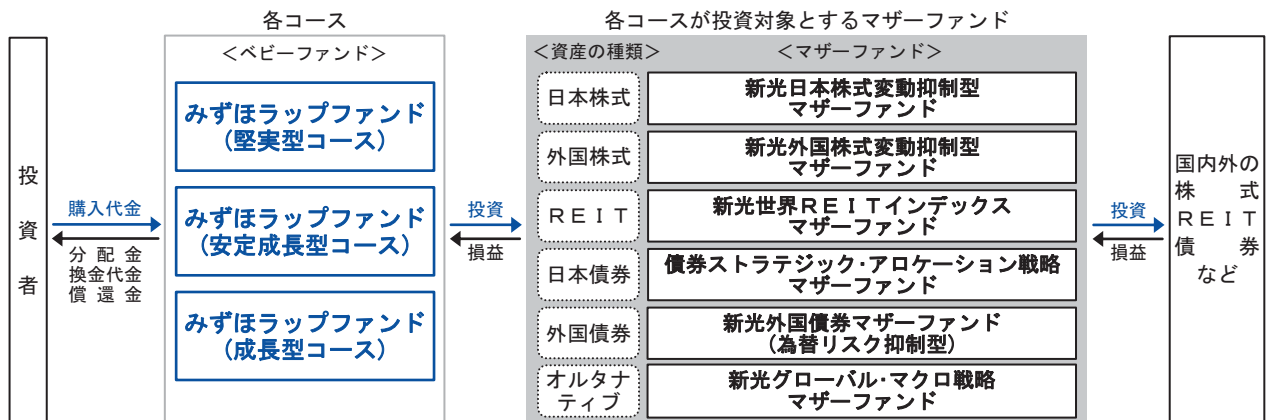 各コース
各コースが投資対象とするマザーファンド
投資者
購入代金
分配金
換金代金
償還金
<ベビーファンド>
みずほラップファンド
(堅実型コース)
みずほラップファンド
(安定成長型コース)
みずほラップファンド
(成長型コース)
投資
損益
<資産の種類>
<マザーファンド>
日本株式
新光日本株式変動抑制型
マザーファンド
外国株式
新光外国株式変動抑制型
マザーファンド
REIT
新光世界REITインデックス
マザーファンド
日本債券
債券ストラテジック・アロケーション戦略
マザーファンド
外国債券
新光外国債券マザーファンド
(為替リスク抑制型)
オルタナ
ティブ
新光グローバル・マクロ戦略
マザーファンド
投資
損益
国内外の
株式
REIT
債券
など